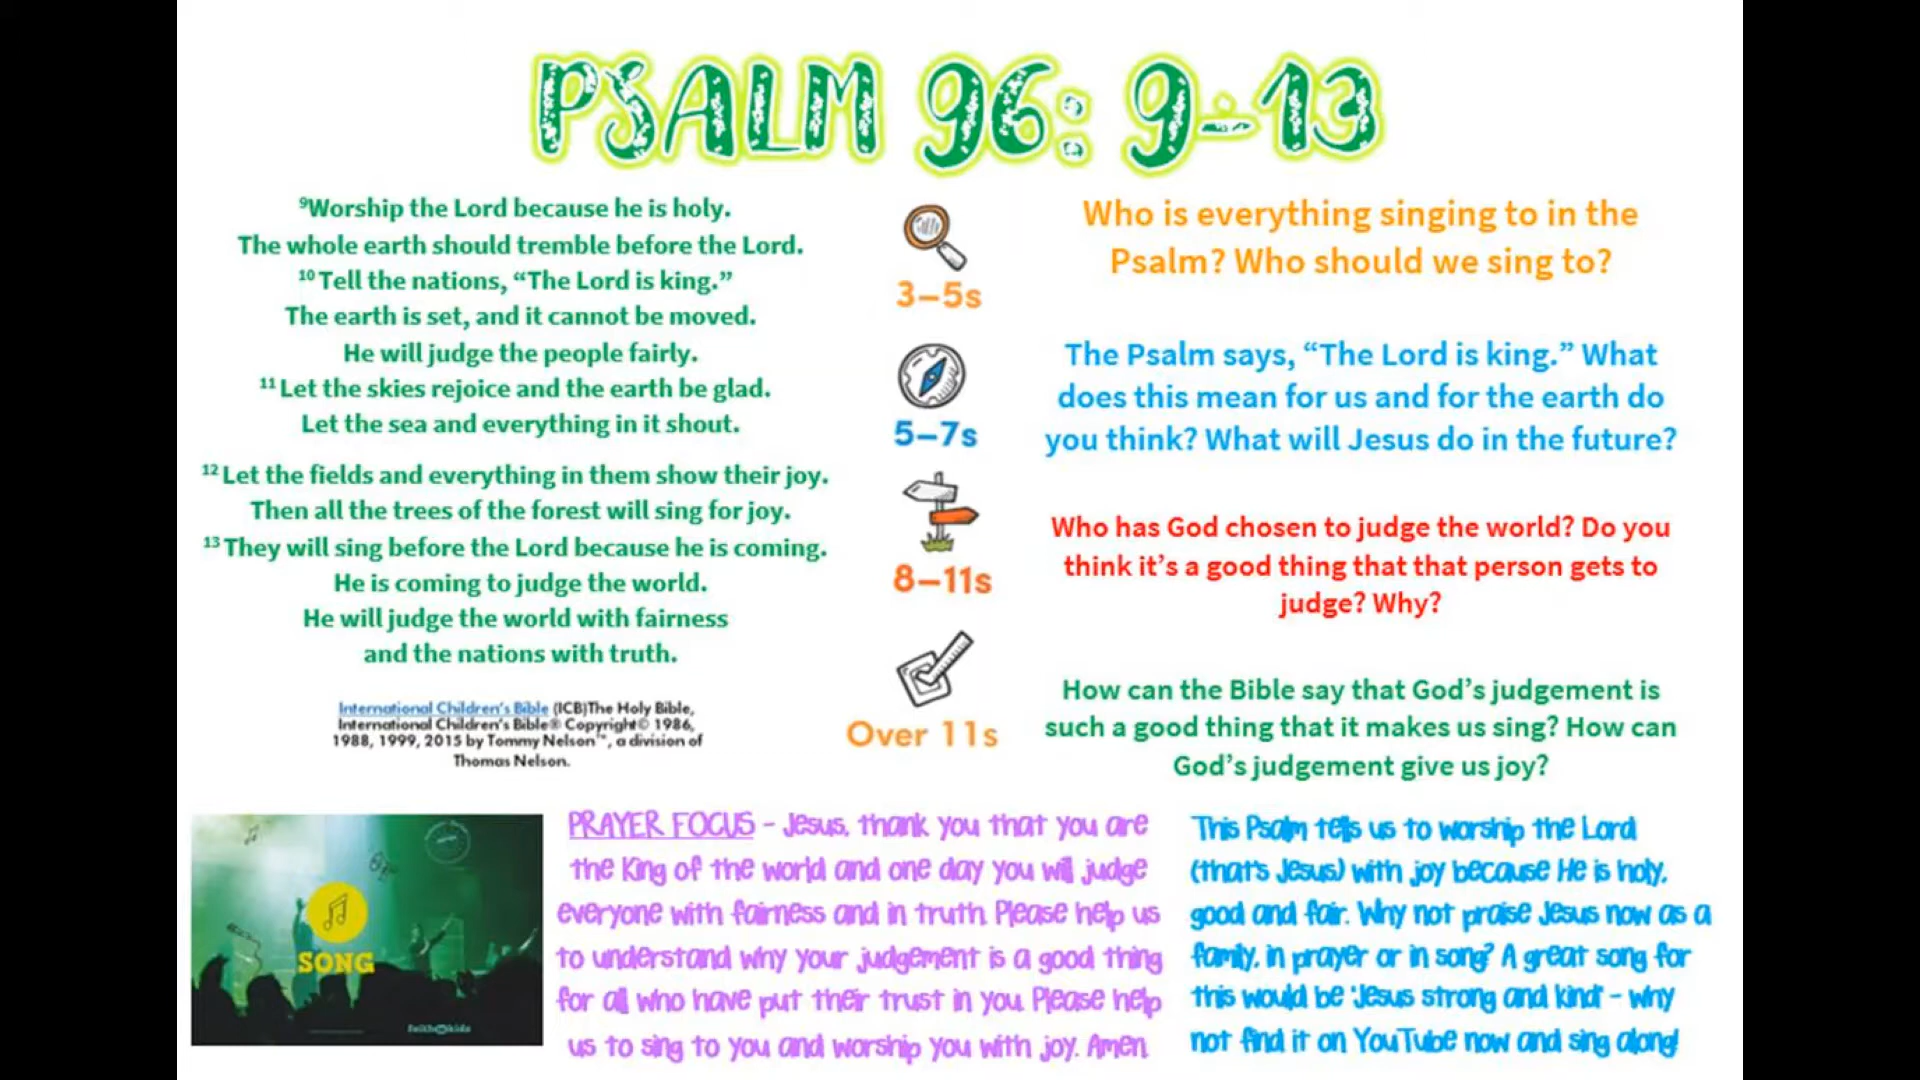 PSALM 96: 9-13
⁹Worship the Lord because he is holy.
The whole earth should tremble before the Lord.
¹⁰ Tell the nations, “The Lord is king.”
The earth is set, and it cannot be moved.
He will judge the people fairly.
¹¹ Let the skies rejoice and the earth be glad.
Let the sea and everything in it shout.
¹² Let the fields and everything in them show their joy.
Then all the trees of the forest will sing for joy.
¹³ They will sing before the Lord because he is coming.
He is coming to judge the world.
He will judge the world with fairness
and the nations with truth.
International Children’s Bible (ICB)The Holy Bible,
International Children’s Bible® Copyright© 1986,
1988, 1999, 2015 by Tommy Nelson™, a division of
Thomas Nelson.
3–5s
Who is everything singing to in the
Psalm? Who should we sing to?
5–7s
The Psalm says, “The Lord is king.” What
does this mean for us and for the earth do
you think? What will Jesus do in the future?
8–11s
Who has God chosen to judge the world? Do you
think it’s a good thing that that person gets to
judge? Why?
Over 11s
How can the Bible say that God’s judgement is
such a good thing that it makes us sing? How can
God’s judgement give us joy?
SONG
faith in kids
PRAYER FOCUS - Jesus, thank you that you are
the King of the world and one day you will judge
everyone with fairness and in truth. Please help us
to understand why your judgement is a good thing
for all who have put their trust in you. Please help
us to sing to you and worship you with joy. Amen.
This Psalm tells us to worship the Lord
(that's Jesus) with joy because He is holy,
good and fair. Why not praise Jesus now as a
family, in prayer or in song? A great song for
this would be 'Jesus strong and kind' - why
not find it on YouTube now and sing along!